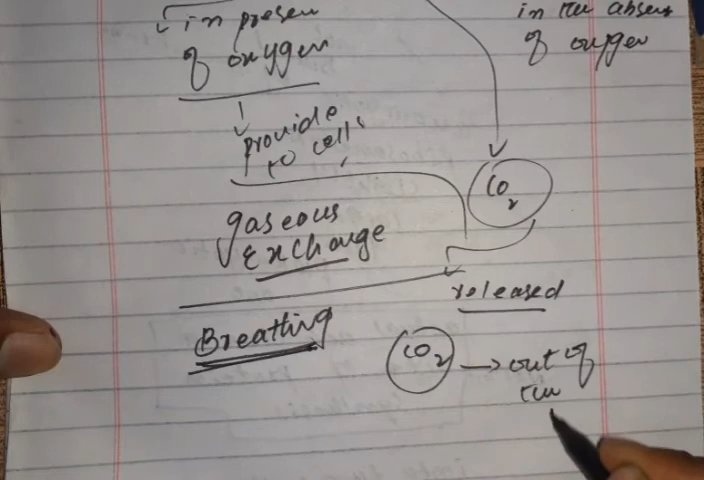 in presen
of oxygen
in the absens
of oxygen
provide
to cells
CO2
gaseous
Exchange
released
Breathing
CO2 → out of
the